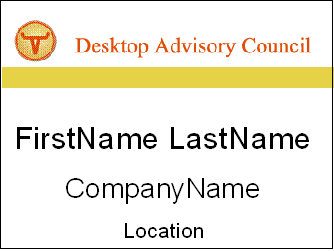 Desktop Advisory Council
FirstName LastName
CompanyName
Location